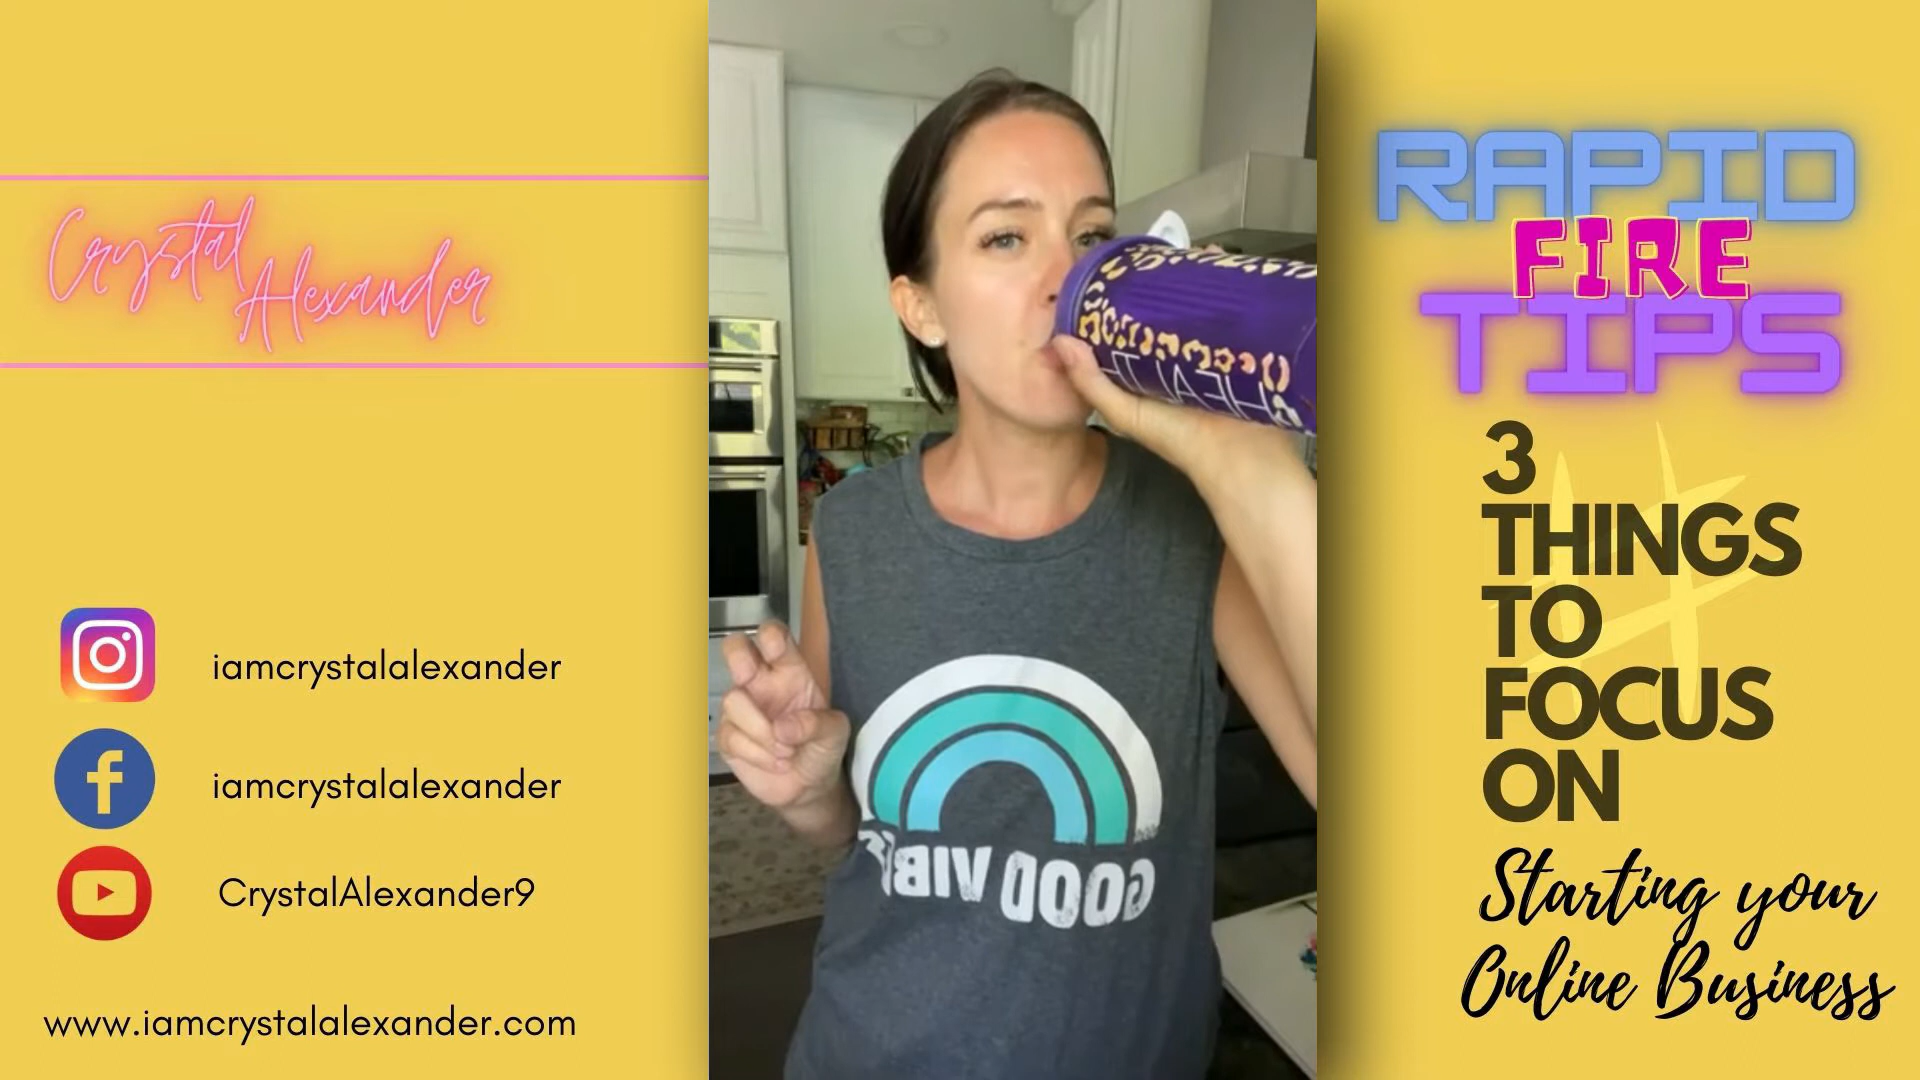 Crystal
Alexander
iamcrystalalexander
iamcrystalalexander
CrystalAlexander9
www.iamcrystalalexander.com
GOOD VIBE
RAPID
FIRE
TIPS
3
THINGS
TO
FOCUS
ON
Starting your
Online Business